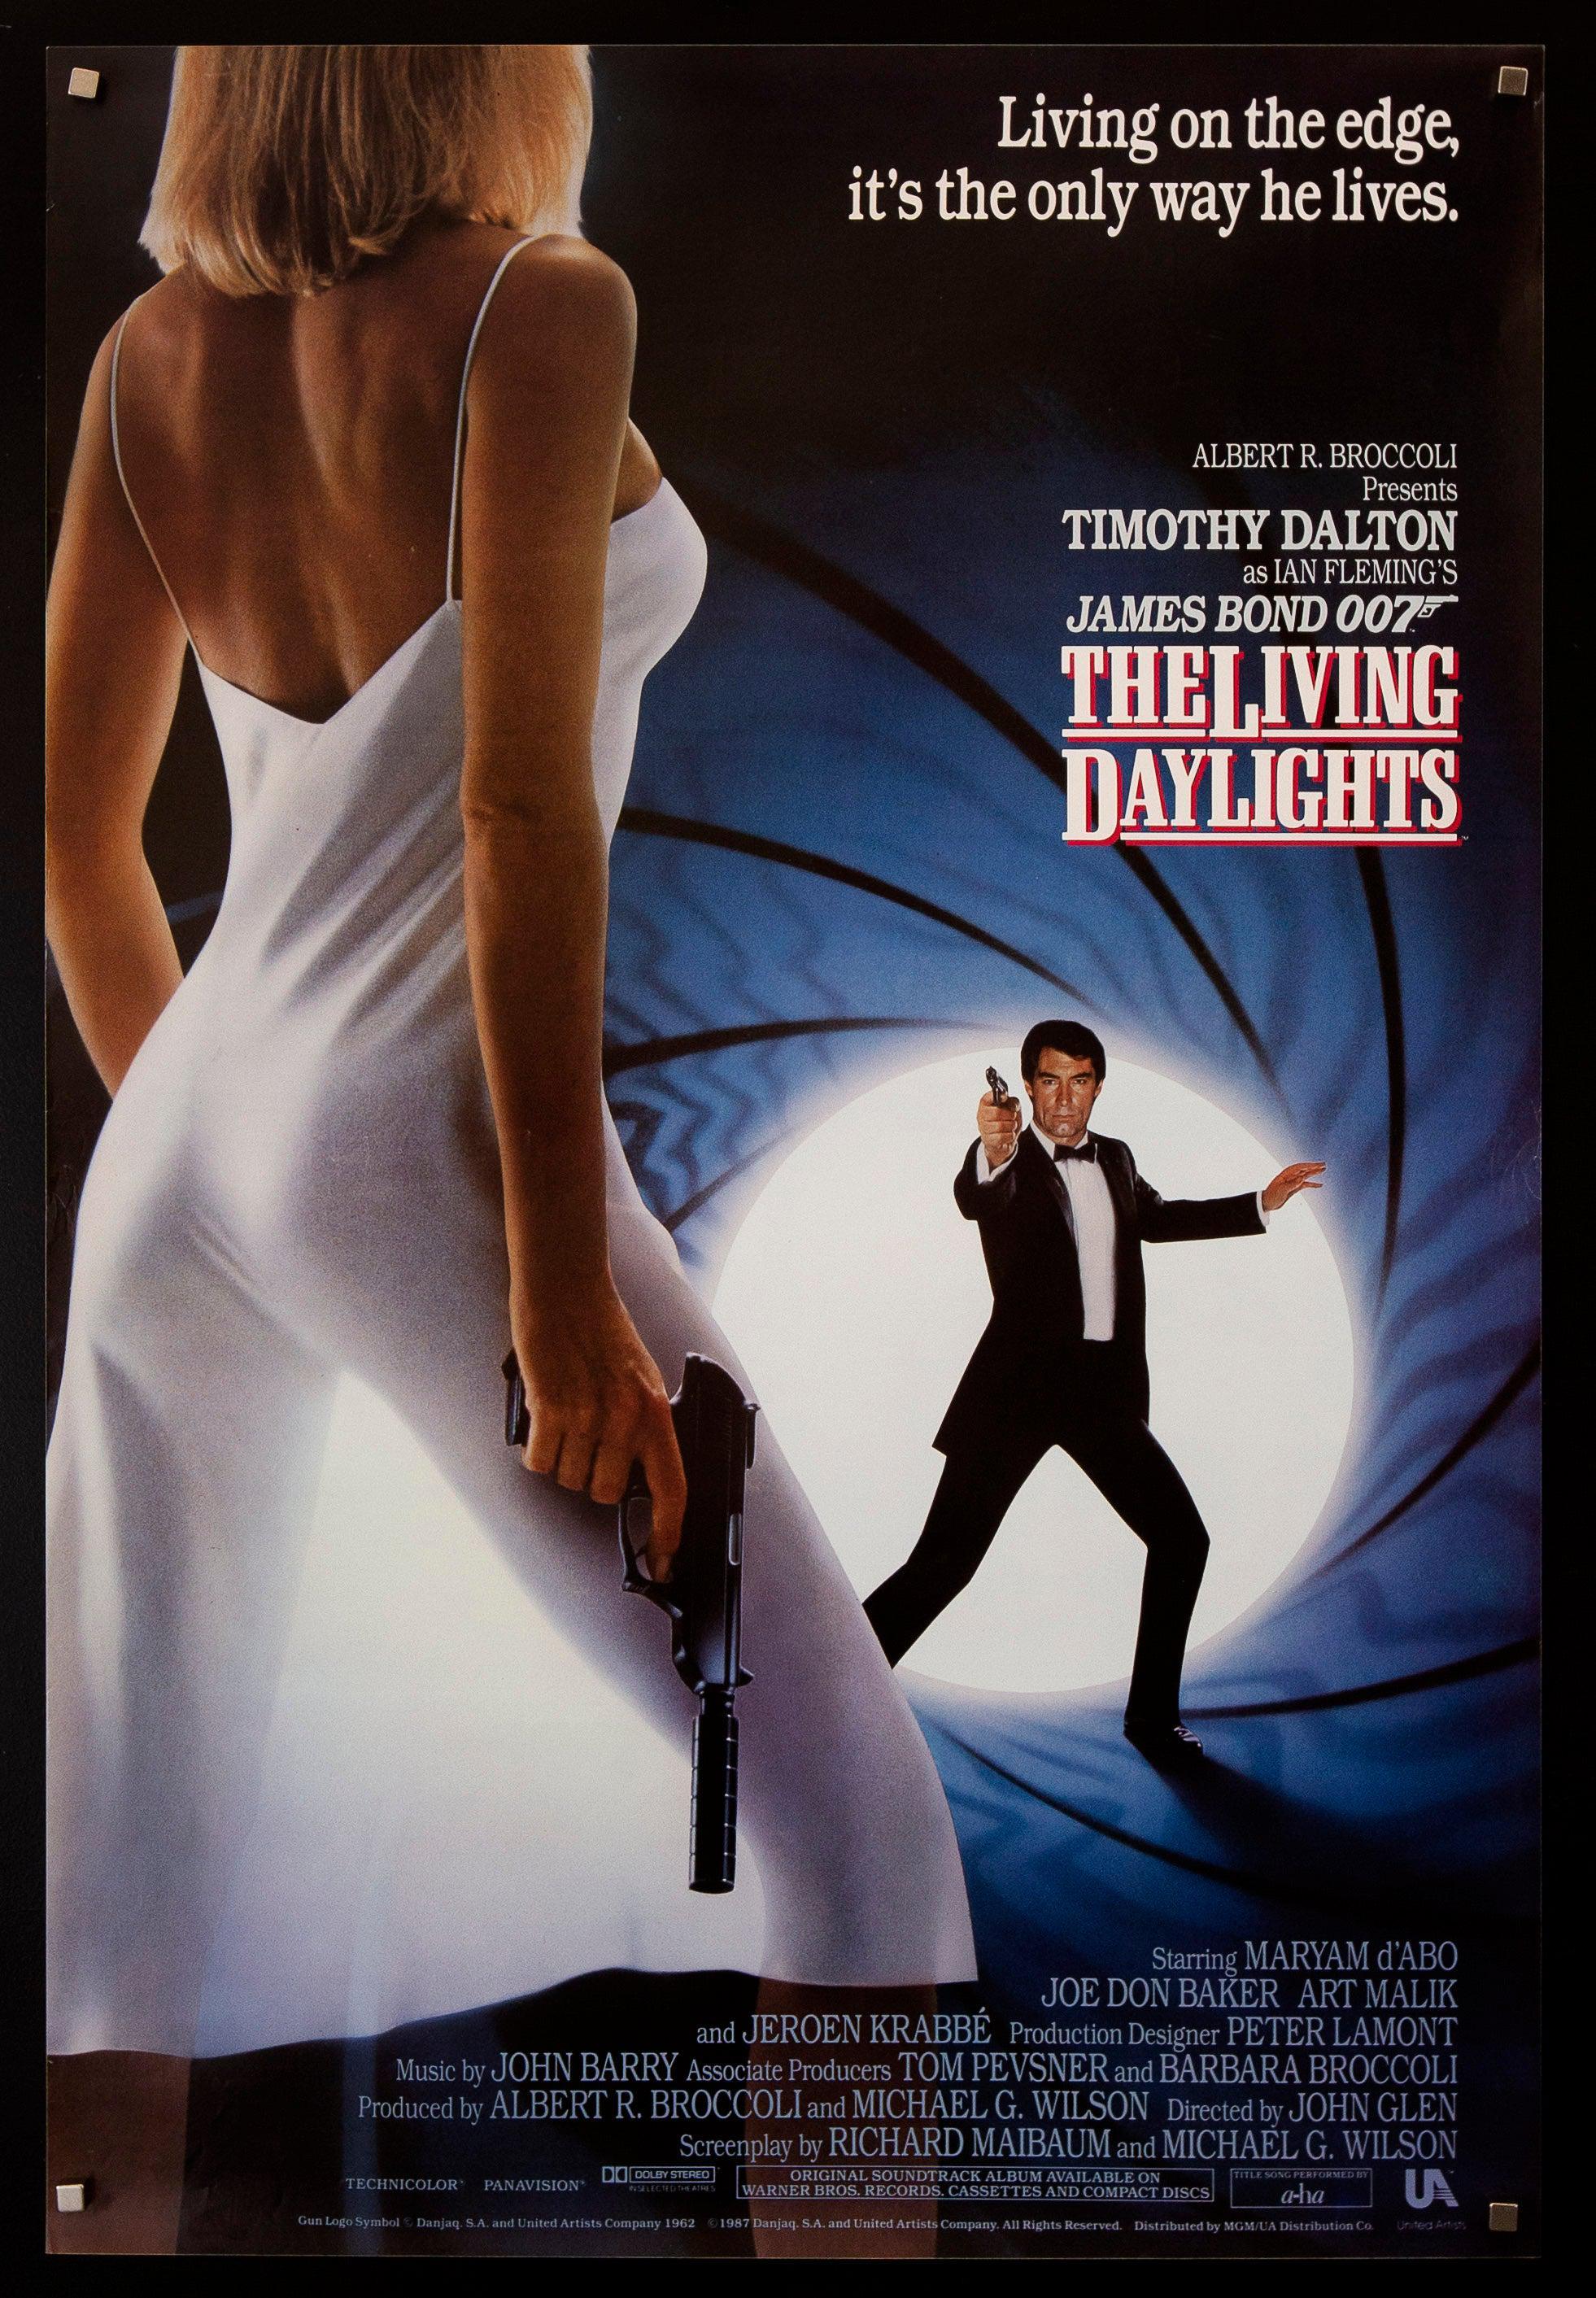 Living on the edge,
it's the only way he lives.
ALBERT R. BROCCOLI
Presents
TIMOTHY DALTON
as IAN FLEMING'S
JAMES BOND 007
THE LIVING
DAYLIGHTS
Starring MARYAM d'ABO
JOE DON BAKER ART MALIK
and JEROEN KRABBÉ Production Designer PETER LAMONT
Music by JOHN BARRY Associate Producers TOM PEVSNER and BARBARA BROCCOLI
Produced by ALBERT R. BROCCOLI and MICHAEL G. WILSON Directed by JOHN GLEN
Screenplay by RICHARD MAIBAUM and MICHAEL G. WILSON
TECHNICOLOR® PANAVISION®
DOLBY STEREO
IN SELECTED THEATRES
ORIGINAL SOUNDTRACK ALBUM AVAILABLE ON
WARNER BROS. RECORDS, CASSETTES AND COMPACT DISCS
TITLE SONG PERFORMED BY
a-ha
UA
United Artists
Gun Logo Symbol © Danjaq, S.A. and United Artists Company 1962 ©1987 Danjaq, S.A. and United Artists Company. All Rights Reserved. Distributed by MGM/UA Distribution Co.